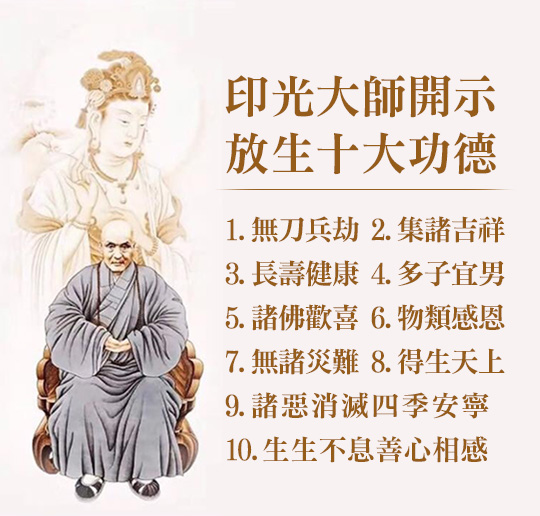 印光大師開示
放生十大功德
1. 無刀兵劫 2. 集諸吉祥
3. 長壽健康 4. 多子宜男
5. 諸佛歡喜 6. 物類感恩
7. 無諸災難 8. 得生天上
9. 諸惡消滅四季安寧
10. 生生不息善心相感